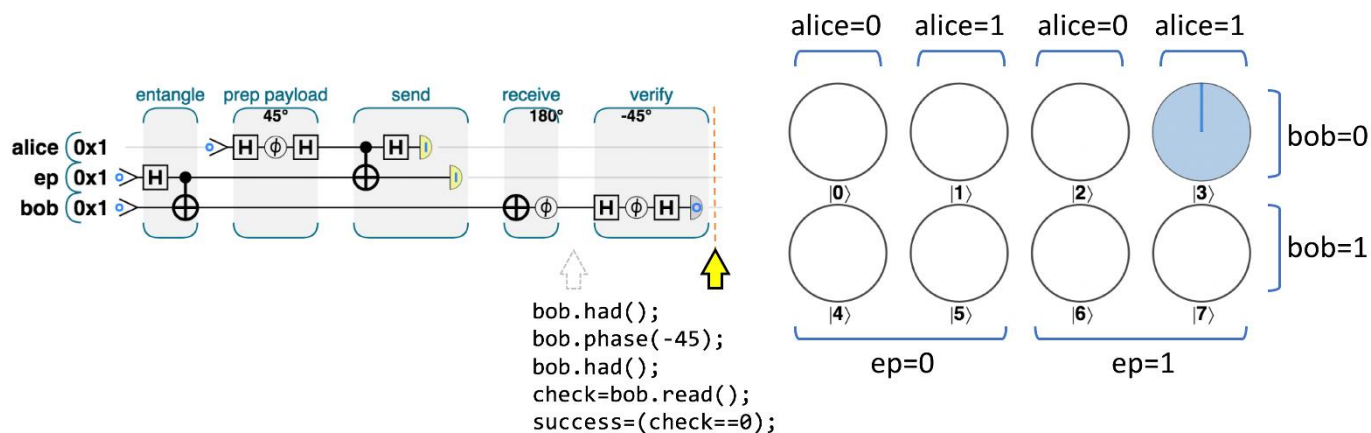 entangle prep payload send receive verify
45° 180° -45°
alice 0x1 H ϕ H H
ep 0x1 H
bob 0x1 ϕ H ϕ H
bob.had();
bob.phase(-45);
bob.had();
check=bob.read();
success=(check==0);
alice=0 alice=1 alice=0 alice=1
bob=0
|0⟩ |1⟩ |2⟩ |3⟩
bob=1
|4⟩ |5⟩ |6⟩ |7⟩
ep=0 ep=1